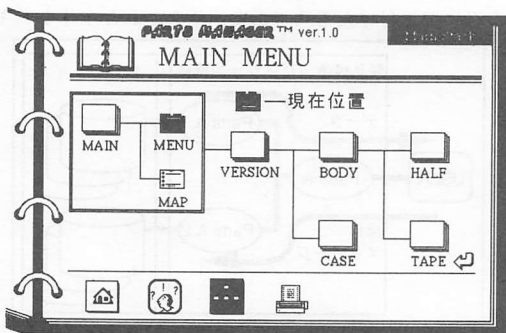 PARTS MANAGER™ ver.1.0
MAIN MENU
—現在位置
MAIN
MENU
MAP
VERSION
BODY
HALF
CASE
TAPE